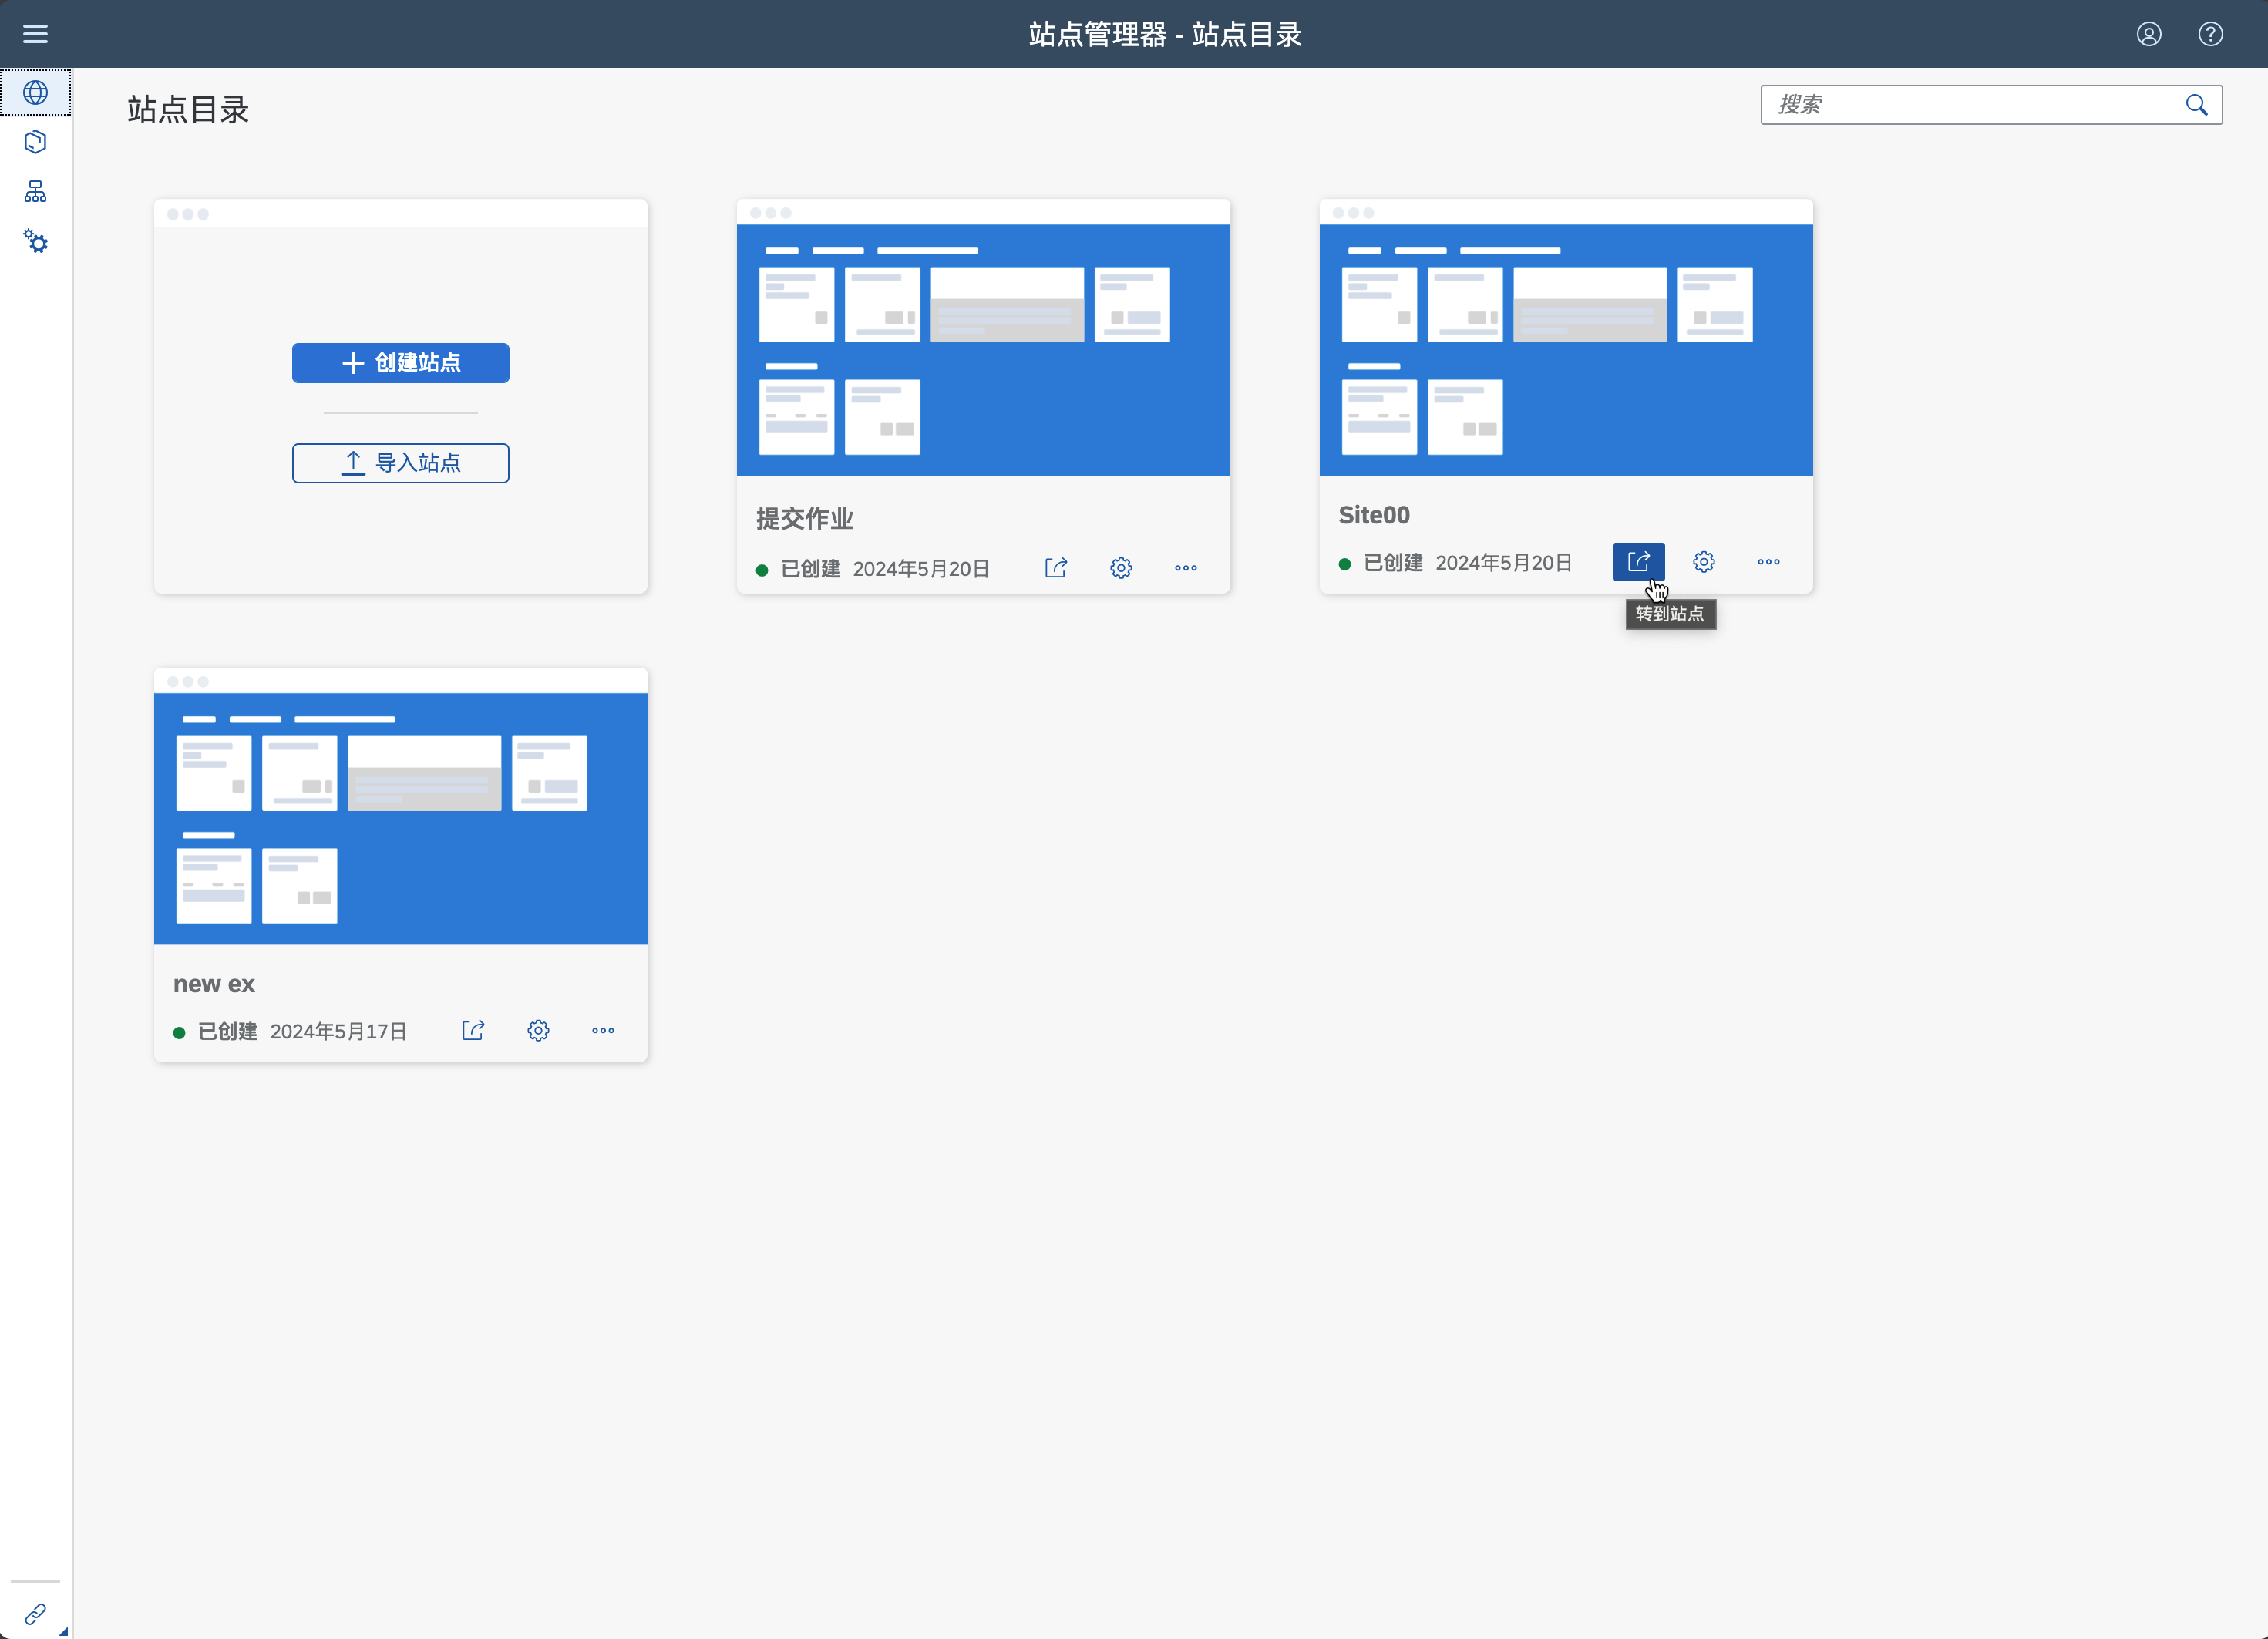 站点管理器 - 站点目录
站点目录
搜索
创建站点
导入站点
提交作业
已创建 2024年5月20日
Site00
已创建 2024年5月20日
转到站点
new ex
已创建 2024年5月17日